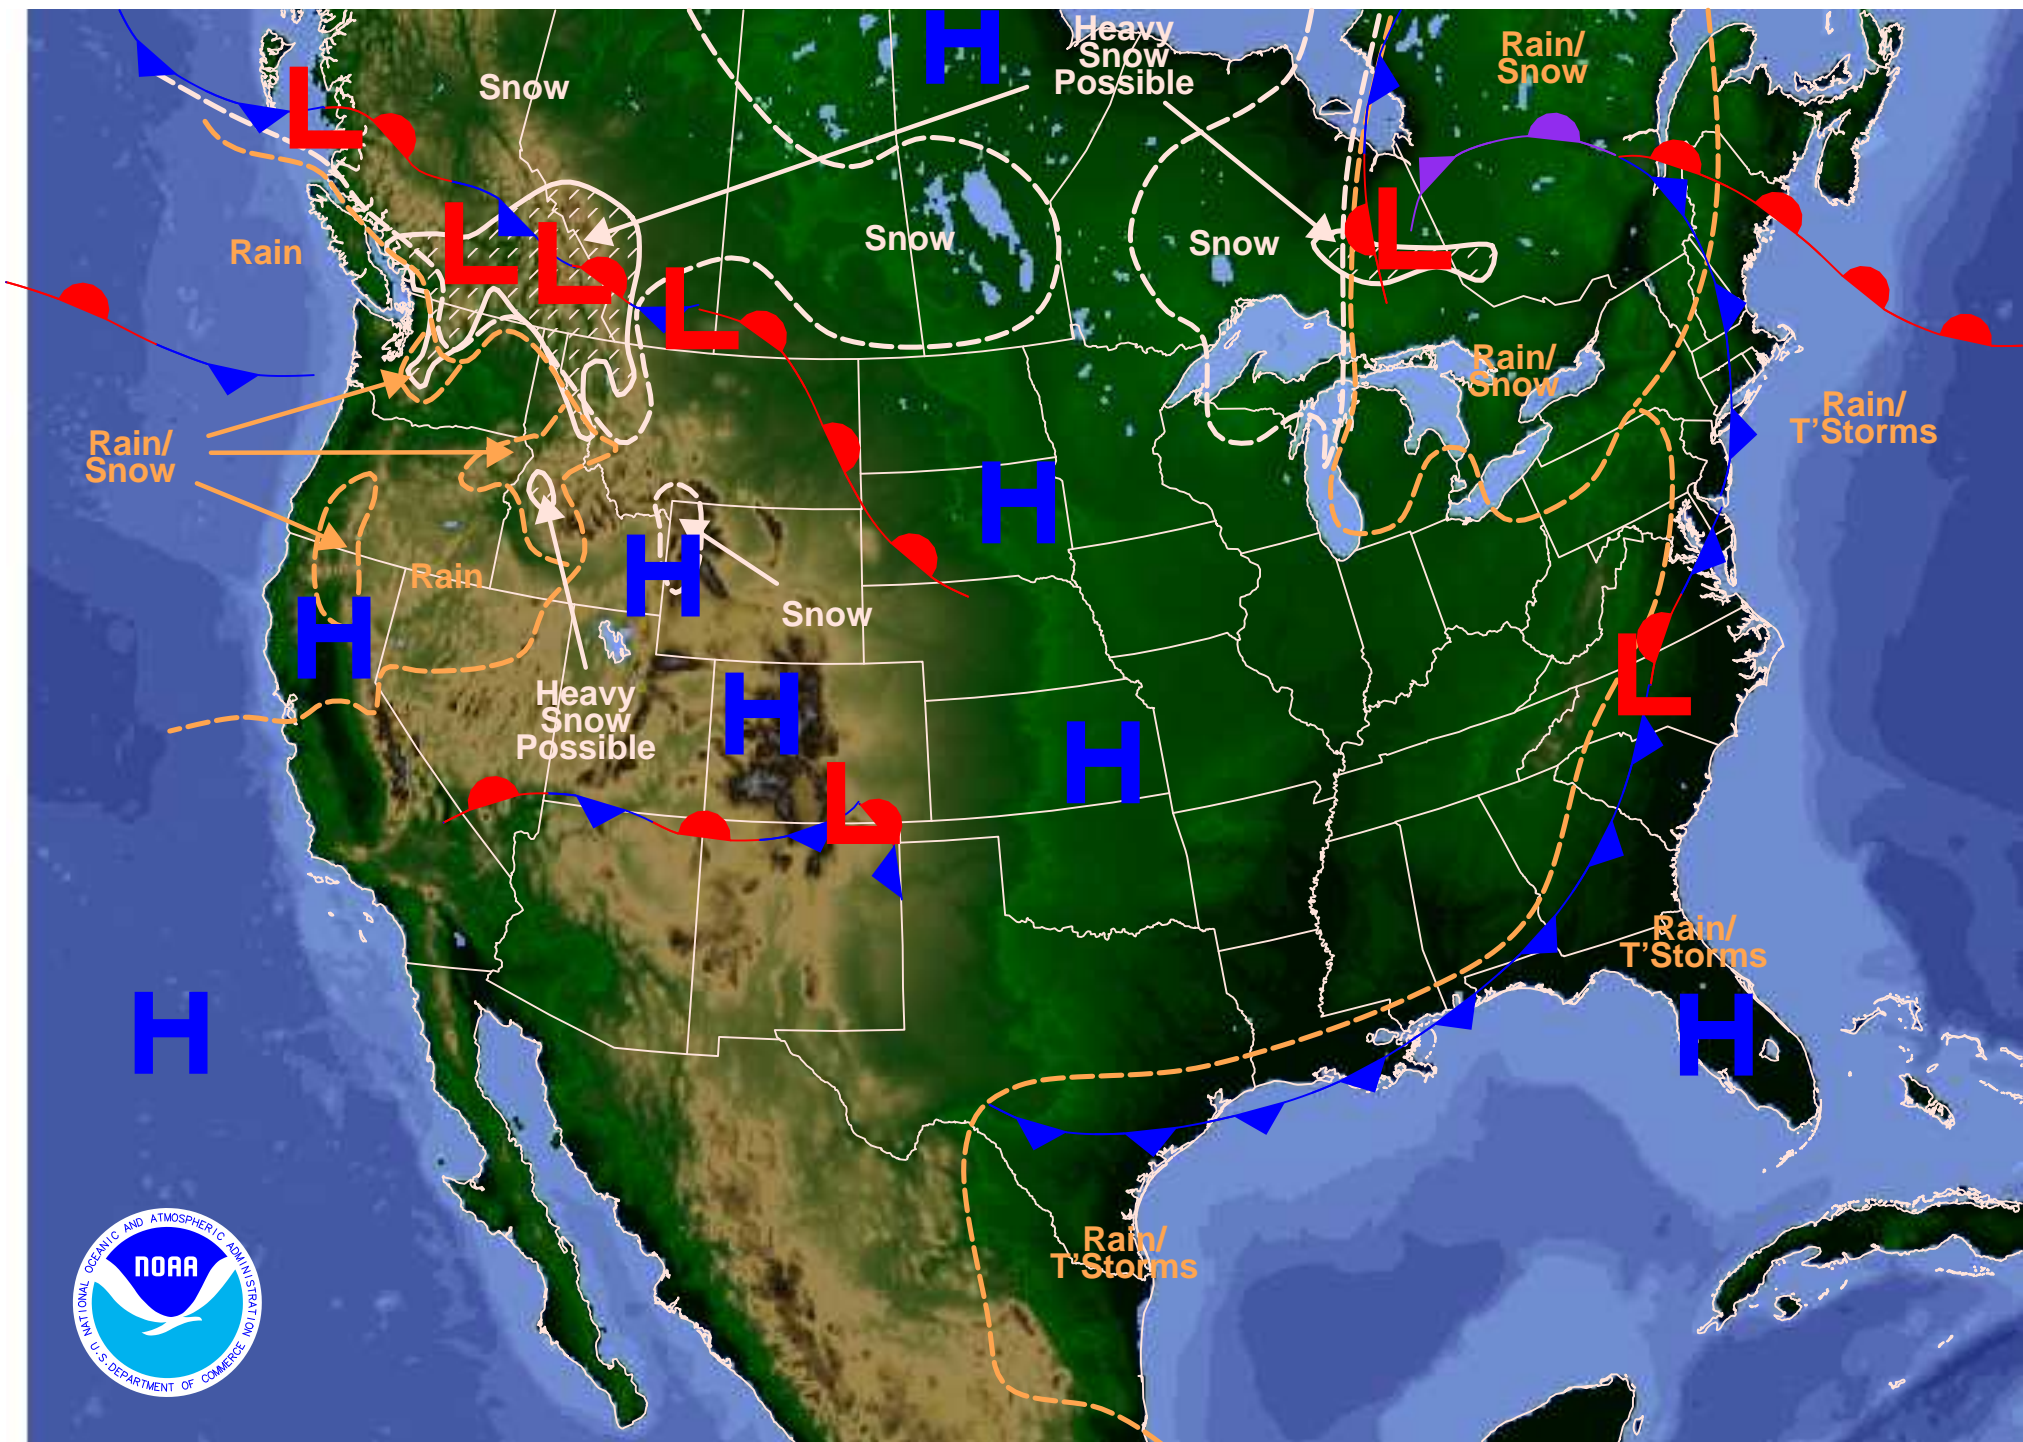 H
Heavy
Snow
Possible
Rain/
Snow
Snow
L
Rain
L
L
Snow
Snow
L
L
Rain/
Snow
Rain/
T'Storms
Rain/
Snow
H
Rain
H
H
Snow
L
H
Heavy
Snow
Possible
H
H
L
Rain/
T'Storms
H
H
Rain/
T'Storms
NATIONAL OCEANIC AND ATMOSPHERIC ADMINISTRATION
NOAA
U.S. DEPARTMENT OF COMMERCE